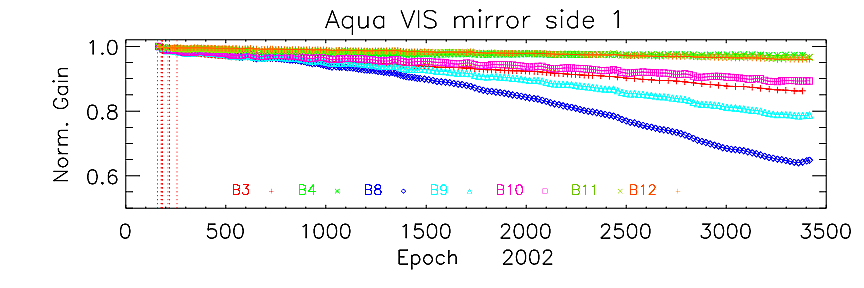 Aqua VIS mirror side 1
Norm. Gain
1.0
0.8
0.6
B3 B4 B8 B9 B10 B11 B12
0 500 1000 1500 2000 2500 3000 3500
Epoch 2002